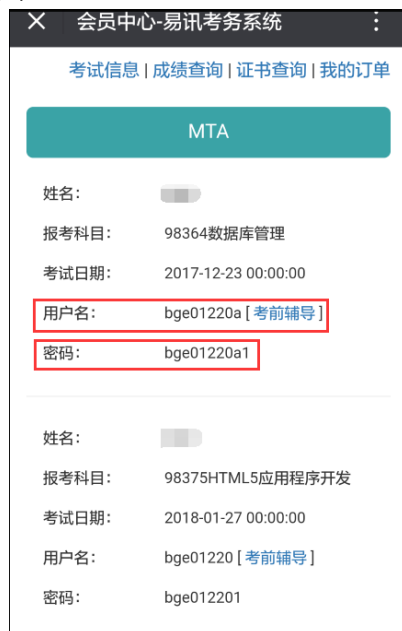 会员中心-易讯考务系统
考试信息 | 成绩查询 | 证书查询 | 我的订单
MTA
姓名：
报考科目： 98364数据库管理
考试日期： 2017-12-23 00:00:00
用户名： bge01220a [ 考前辅导 ]
密码： bge01220a1
姓名：
报考科目： 98375HTML5应用程序开发
考试日期： 2018-01-27 00:00:00
用户名： bge01220 [ 考前辅导 ]
密码： bge012201